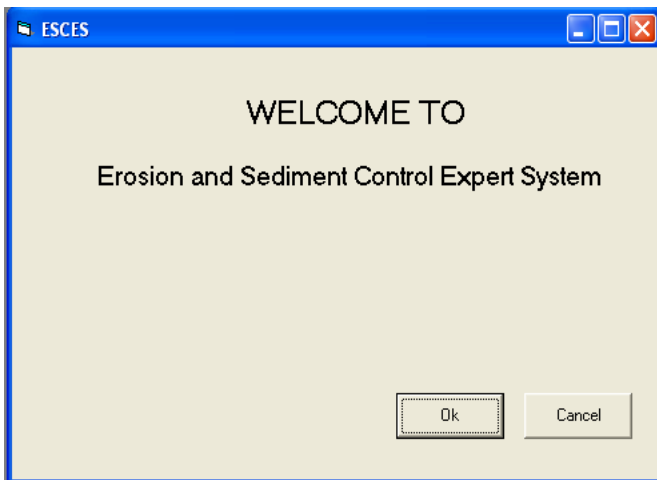 ESCES
WELCOME TO
Erosion and Sediment Control Expert System
Ok
Cancel